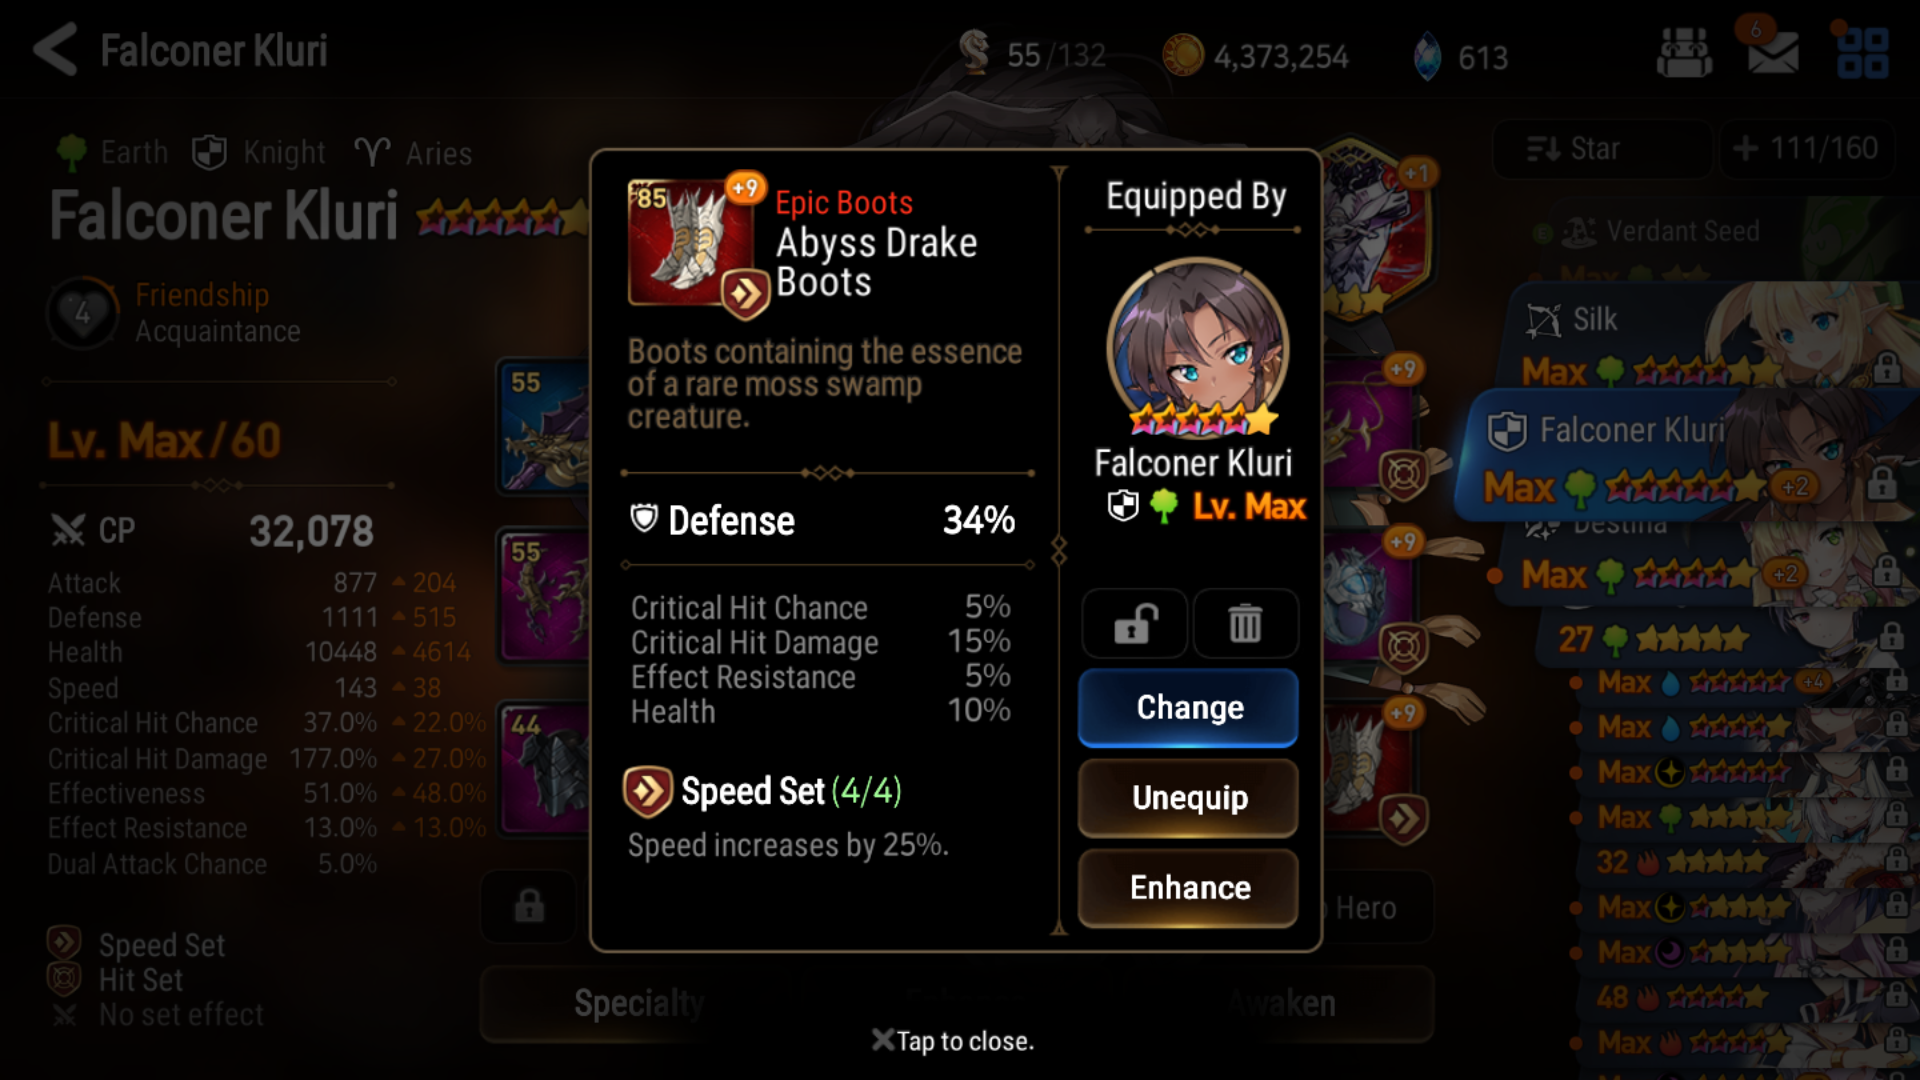 Falconer Kluri
55/132
4,373,254
613
6
Earth Knight Aries
Falconer Kluri
4
Friendship
Acquaintance
Lv. Max/60
CP 32,078
Attack 877 204
Defense 1111 515
Health 10448 4614
Speed 143 38
Critical Hit Chance 37.0% 22.0%
Critical Hit Damage 177.0% 27.0%
Effectiveness 51.0% 48.0%
Effect Resistance 13.0% 13.0%
Dual Attack Chance 5.0%
Speed Set
Hit Set
No set effect
55
55
44
85
+9
Epic Boots
Abyss Drake
Boots
Boots containing the essence
of a rare moss swamp
creature.
Defense 34%
Critical Hit Chance 5%
Critical Hit Damage 15%
Effect Resistance 5%
Health 10%
Speed Set (4/4)
Speed increases by 25%.
Equipped By
Falconer Kluri
Lv. Max
Change
Unequip
Enhance
+1
+9
+9
+9
Hero
Specialty
Awaken
Tap to close.
Star
111/160
Verdant Seed
Max
Silk
Max
Falconer Kluri
Max +2
Destina
Max +2
27
Max +4
Max
Max
Max
32
Max
Max
48
Max